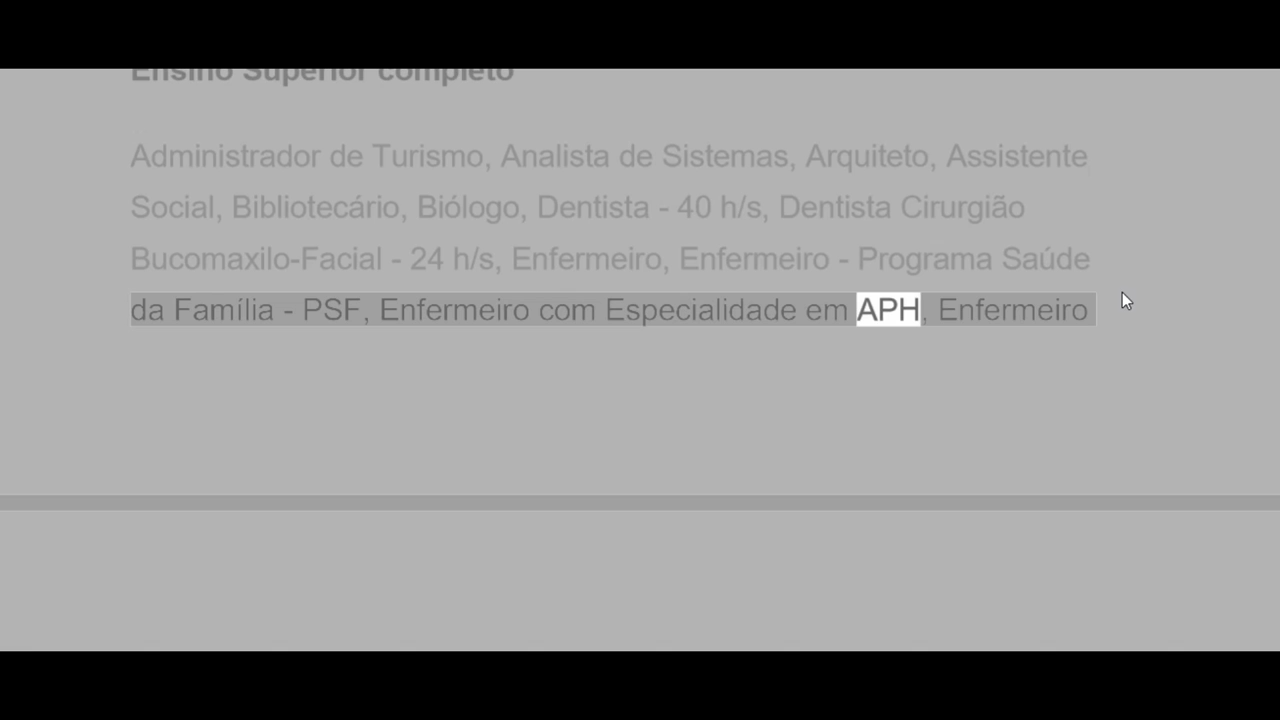 Ensino Superior completo
Administrador de Turismo, Analista de Sistemas, Arquiteto, Assistente
Social, Bibliotecário, Biólogo, Dentista - 40 h/s, Dentista Cirurgião
Bucomaxilo-Facial - 24 h/s, Enfermeiro, Enfermeiro - Programa Saúde
da Família - PSF, Enfermeiro com Especialidade em APH, Enfermeiro